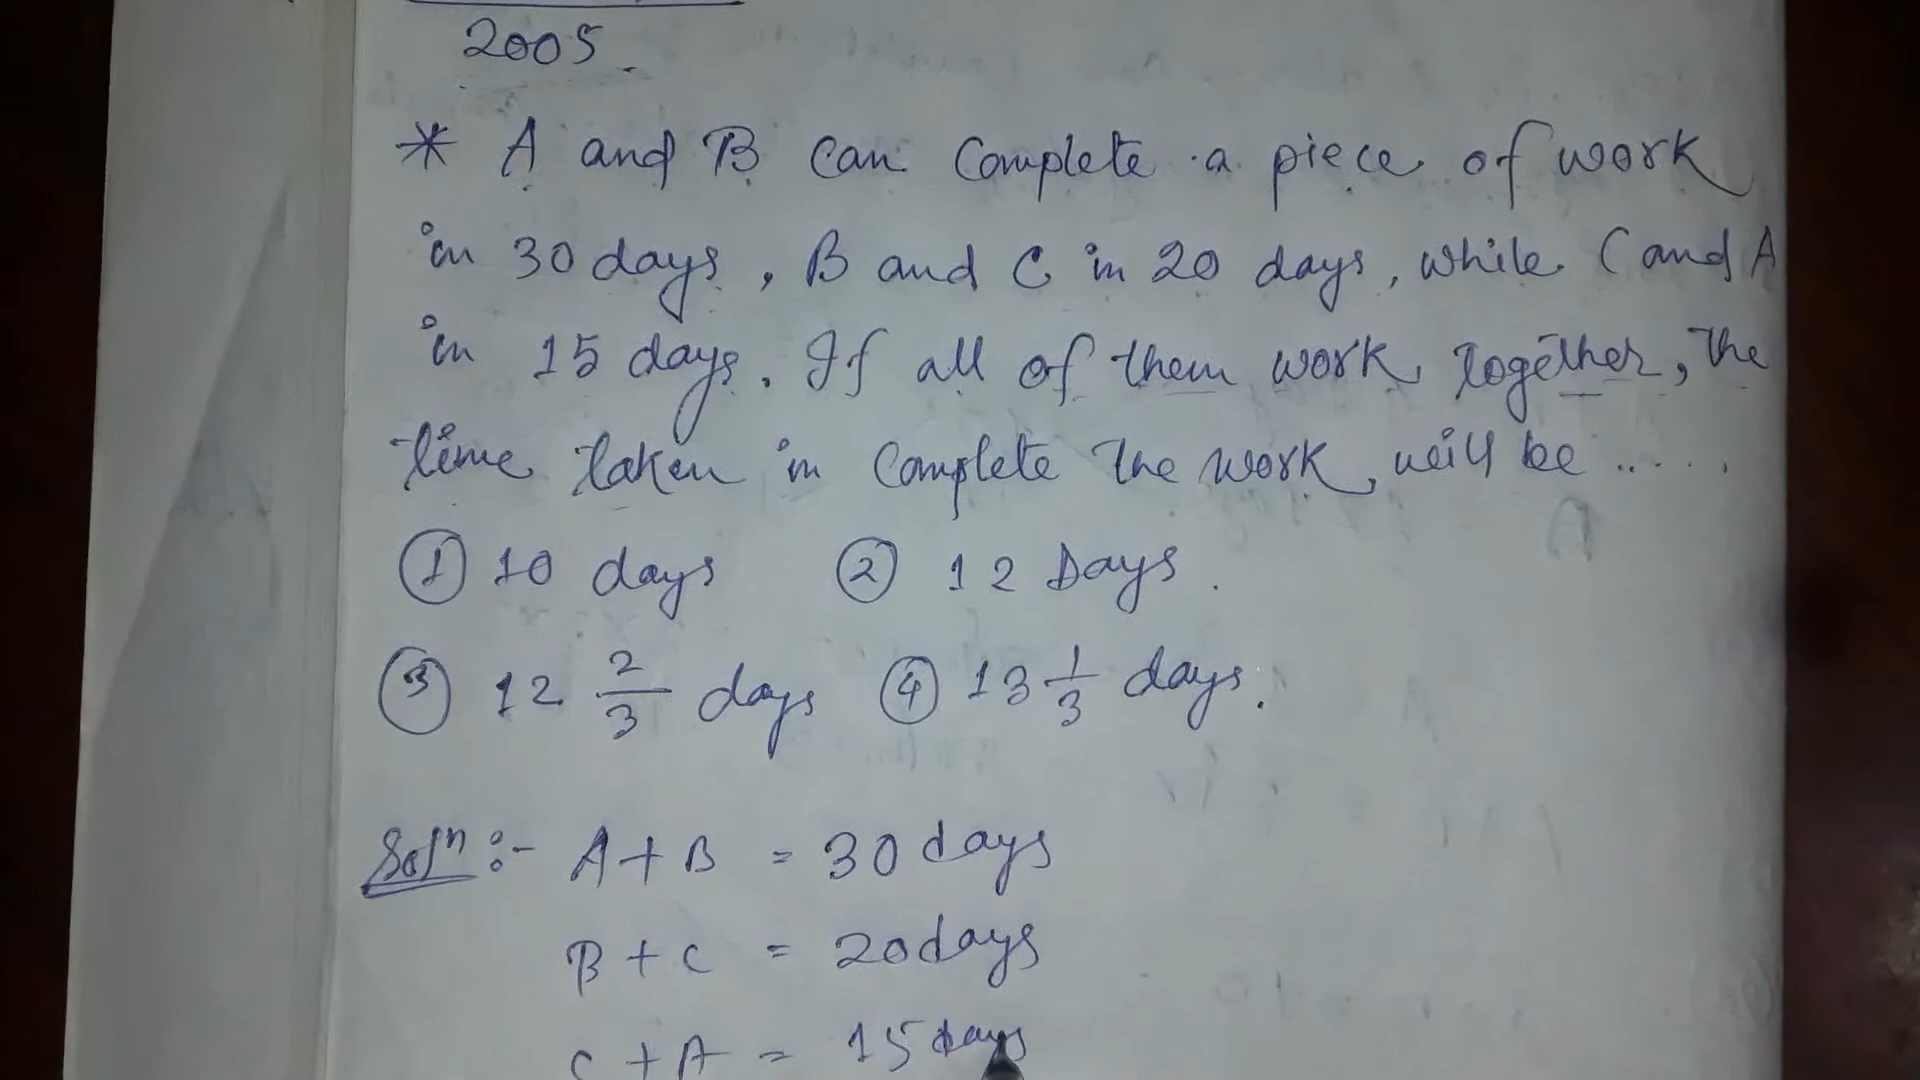 2005.
* A and B can complete a piece of work
in 30 days, B and C in 20 days, while C and A
in 15 days. If all of them work together, the
time taken in complete the work will be .....
① 10 days ② 12 Days.
③ 12 2/3 days ④ 13 1/3 days.
Solⁿ :- A + B = 30 days
B + C = 20 days
C + A = 15 days